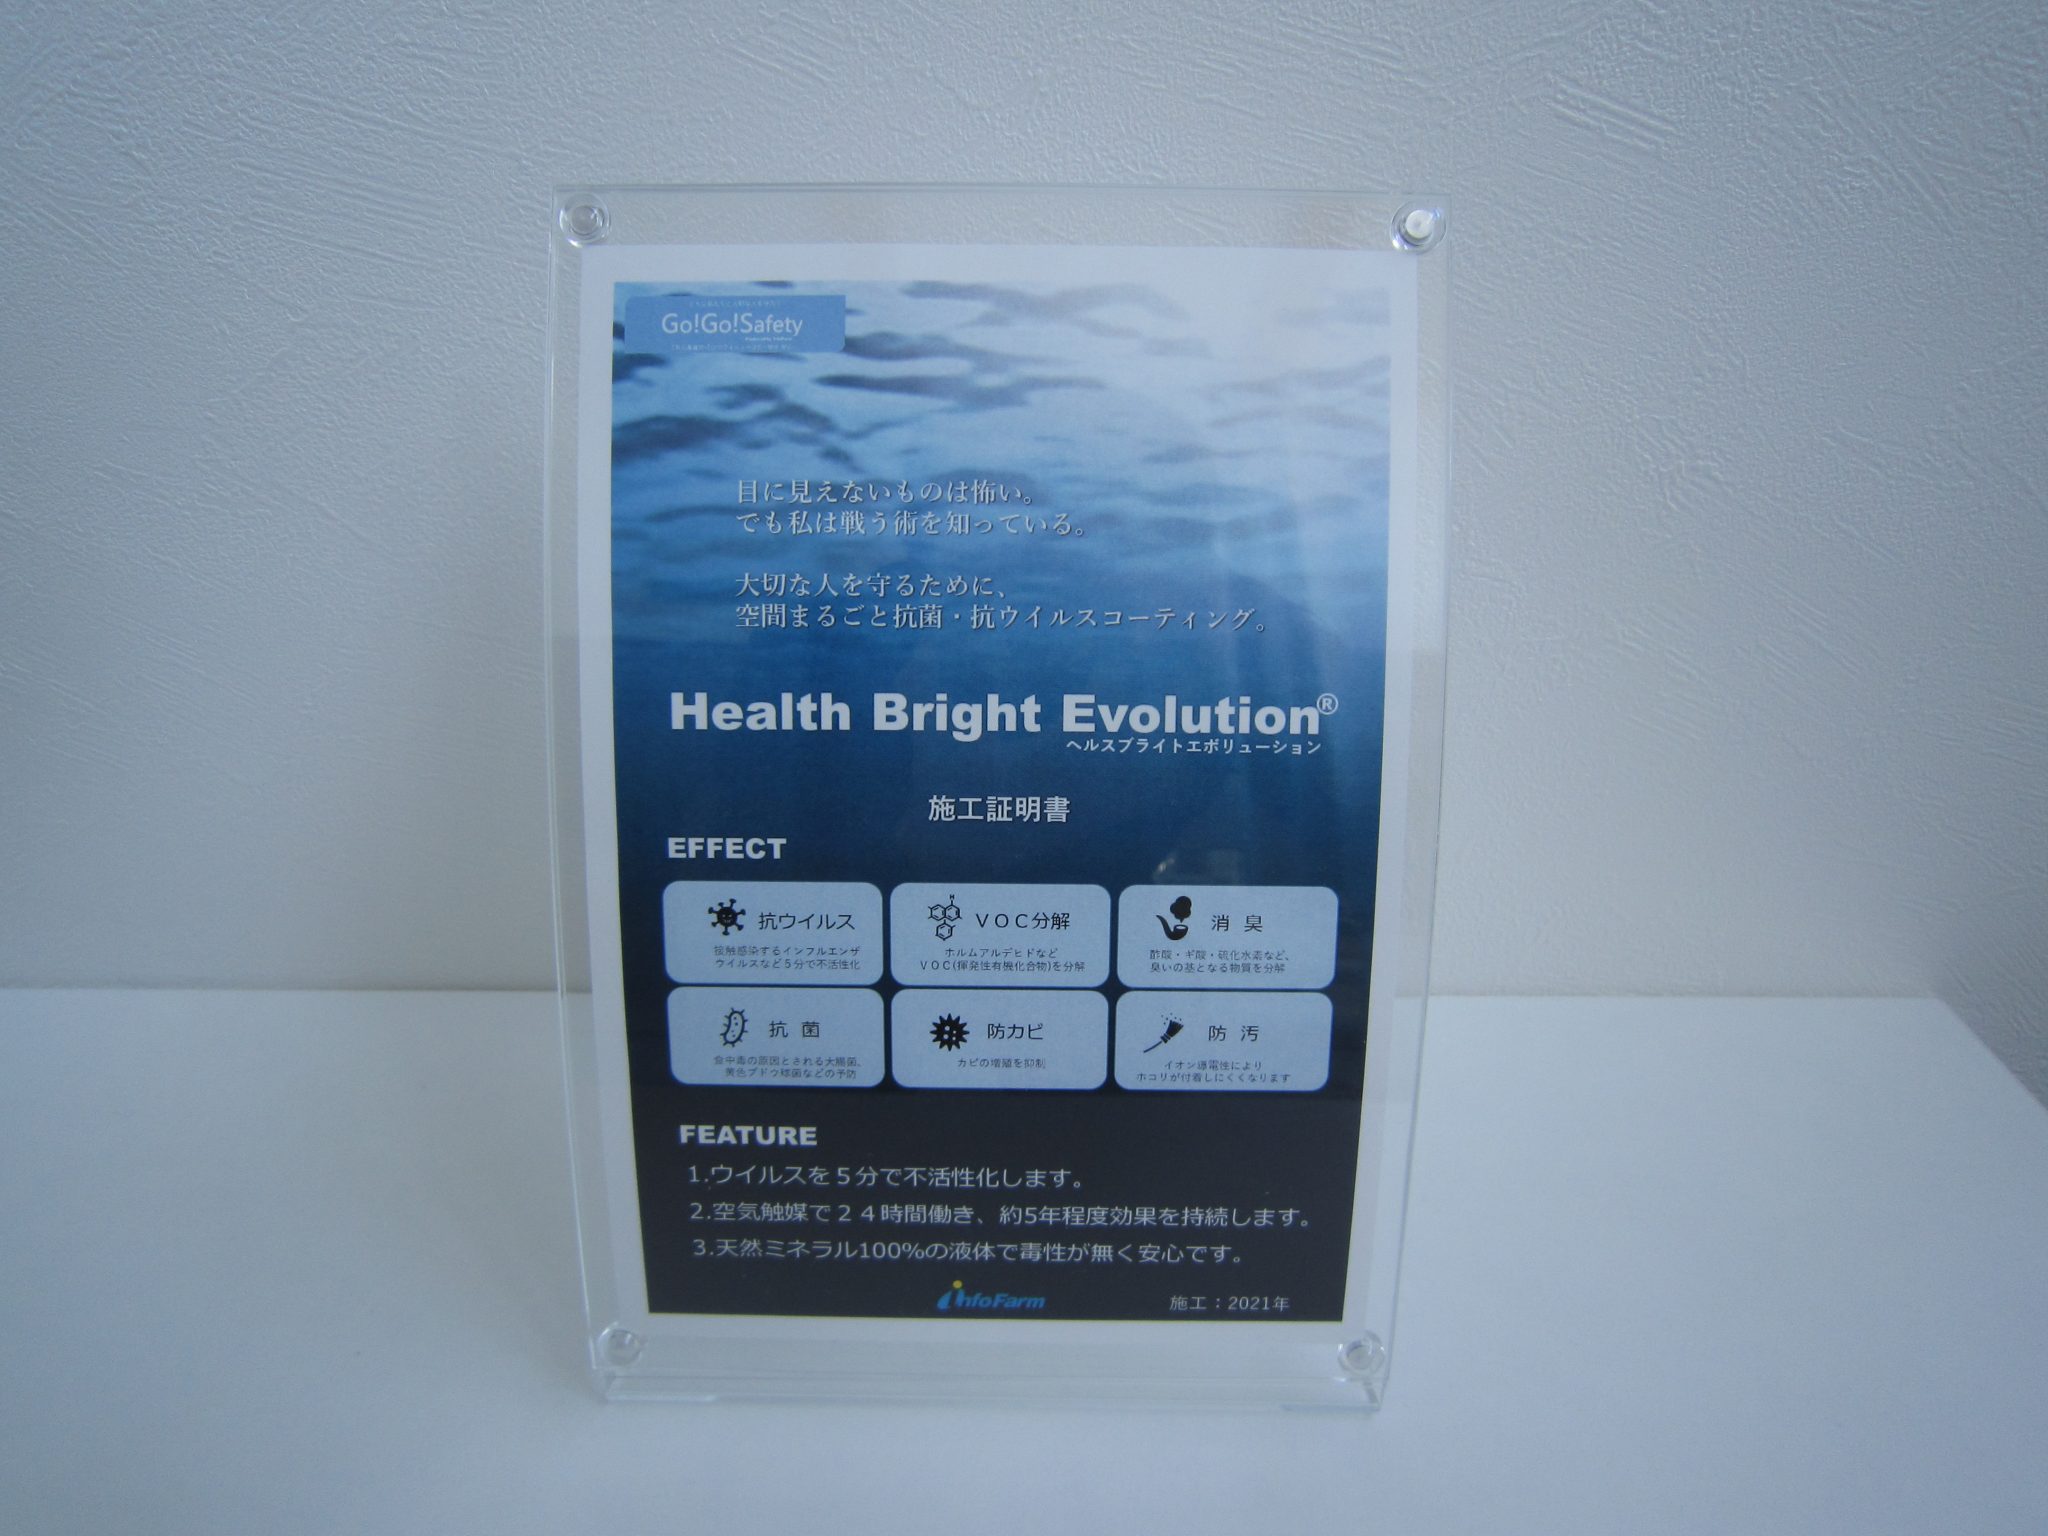 Go!Go!Safety
目に見えないものは怖い。
でも私は戦う術を知っている。
大切な人を守るために、
空間まるごと抗菌・抗ウイルスコーティング。
Health Bright Evolution®
ヘルスブライトエボリューション
施工証明書
EFFECT
抗ウイルス
接触感染するインフルエンザ
ウイルスなど５分で不活性化
ＶＯＣ分解
ホルムアルデヒドなど
ＶＯＣ(揮発性有機化合物)を分解
消 臭
酢酸・ギ酸・硫化水素など、
臭いの基となる物質を分解
抗 菌
食中毒の原因とされる大腸菌、
黄色ブドウ球菌などの予防
防カビ
カビの増殖を抑制
防 汚
イオン導電性により
ホコリが付着しにくくなります
FEATURE
1.ウイルスを５分で不活性化します。
2.空気触媒で２４時間働き、約5年程度効果を持続します。
3.天然ミネラル100%の液体で毒性が無く安心です。
infoFarm
施工：2021年